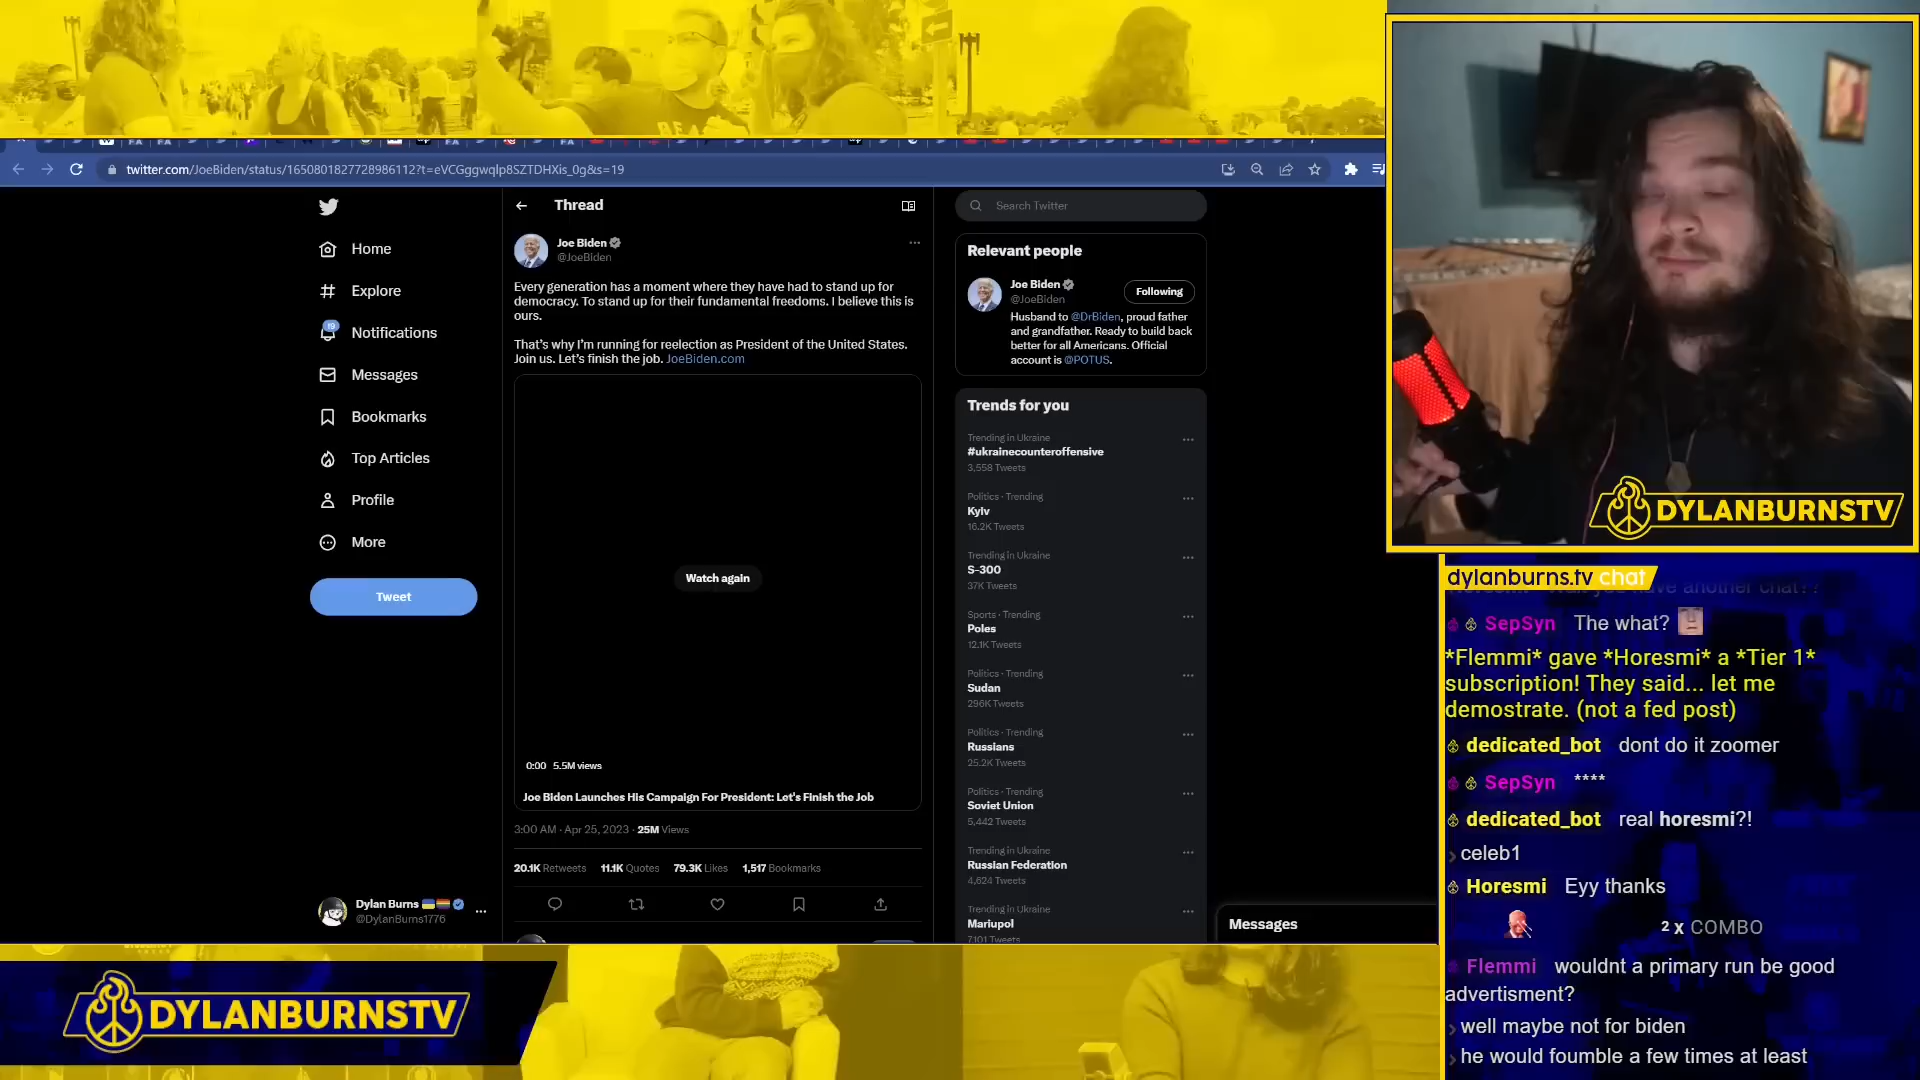 twitter.com/JoeBiden/status/1650801827728986112?t=eVCGggwqlp8SZTDHXis_0g&s=19
Home
Explore
19
Notifications
Messages
Bookmarks
Top Articles
Profile
More
Tweet
Dylan Burns
@DylanBurns1776
Thread
Joe Biden
@JoeBiden
Every generation has a moment where they have had to stand up for
democracy. To stand up for their fundamental freedoms. I believe this is
ours.
That's why I'm running for reelection as President of the United States.
Join us. Let's finish the job. JoeBiden.com
Watch again
0:00 5.5M views
Joe Biden Launches His Campaign For President: Let's Finish the Job
3:00 AM · Apr 25, 2023 · 25M Views
20.1K Retweets 11.1K Quotes 79.3K Likes 1,517 Bookmarks
Search Twitter
Relevant people
Joe Biden
@JoeBiden
Following
Husband to @DrBiden, proud father
and grandfather. Ready to build back
better for all Americans. Official
account is @POTUS.
Trends for you
Trending in Ukraine
#ukrainecounteroffensive
3,558 Tweets
Politics · Trending
Kyiv
16.2K Tweets
Trending in Ukraine
S-300
37K Tweets
Sports · Trending
Poles
12.1K Tweets
Politics · Trending
Sudan
296K Tweets
Politics · Trending
Russians
25.2K Tweets
Politics · Trending
Soviet Union
5,442 Tweets
Trending in Ukraine
Russian Federation
4,624 Tweets
Trending in Ukraine
Mariupol
7,101 Tweets
Messages
DYLANBURNSTV
dylanburns.tv chat
have another chat??
SepSyn The what?
*Flemmi* gave *Horesmi* a *Tier 1*
subscription! They said... let me
demostrate. (not a fed post)
dedicated_bot dont do it zoomer
SepSyn ****
dedicated_bot real horesmi?!
celeb1
Horesmi Eyy thanks
2 x COMBO
Flemmi wouldnt a primary run be good
advertisment?
well maybe not for biden
he would foumble a few times at least
DYLANBURNSTV